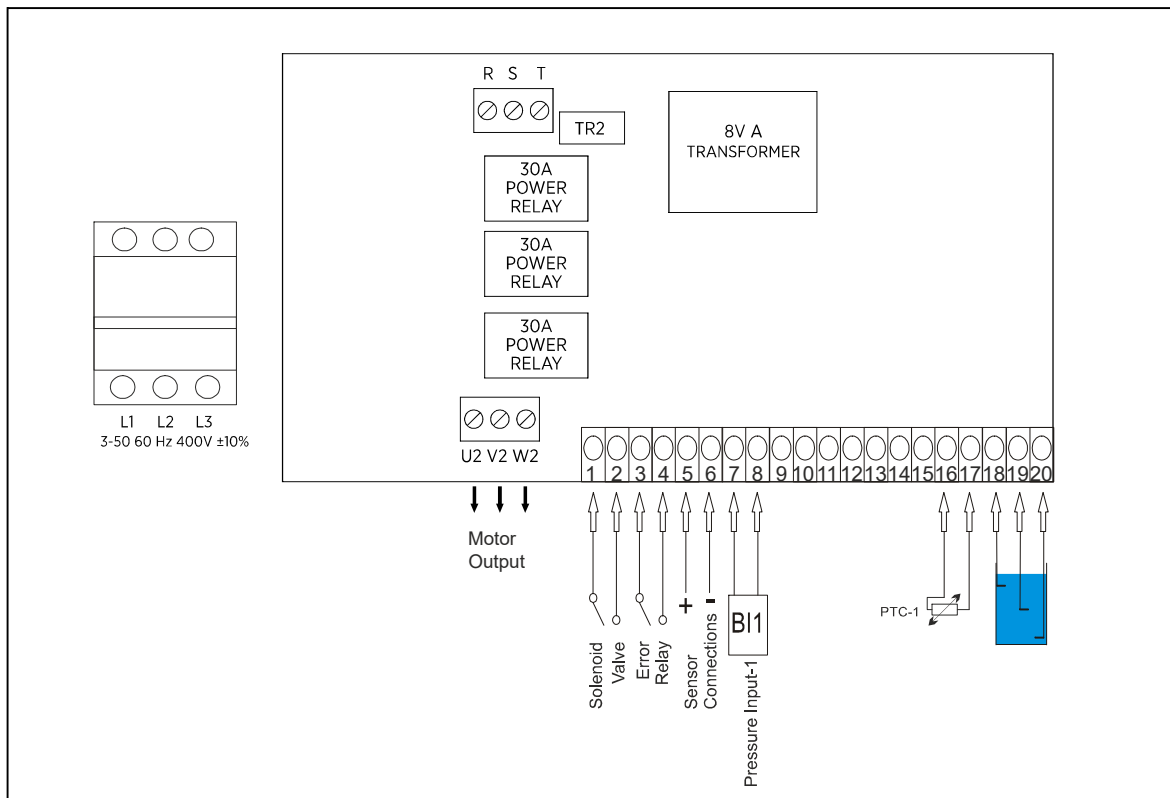 R S T
TR2
8V A
TRANSFORMER
30A
POWER
RELAY
30A
POWER
RELAY
30A
POWER
RELAY
L1 L2 L3
3-50 60 Hz 400V ±10%
U2 V2 W2
1 2 3 4 5 6 7 8 9 10 11 12 13 14 15 16 17 18 19 20
Motor
Output
Solenoid
Valve
Error
Relay
+
Sensor
-
Connections
BI1
Pressure Input-1
PTC-1